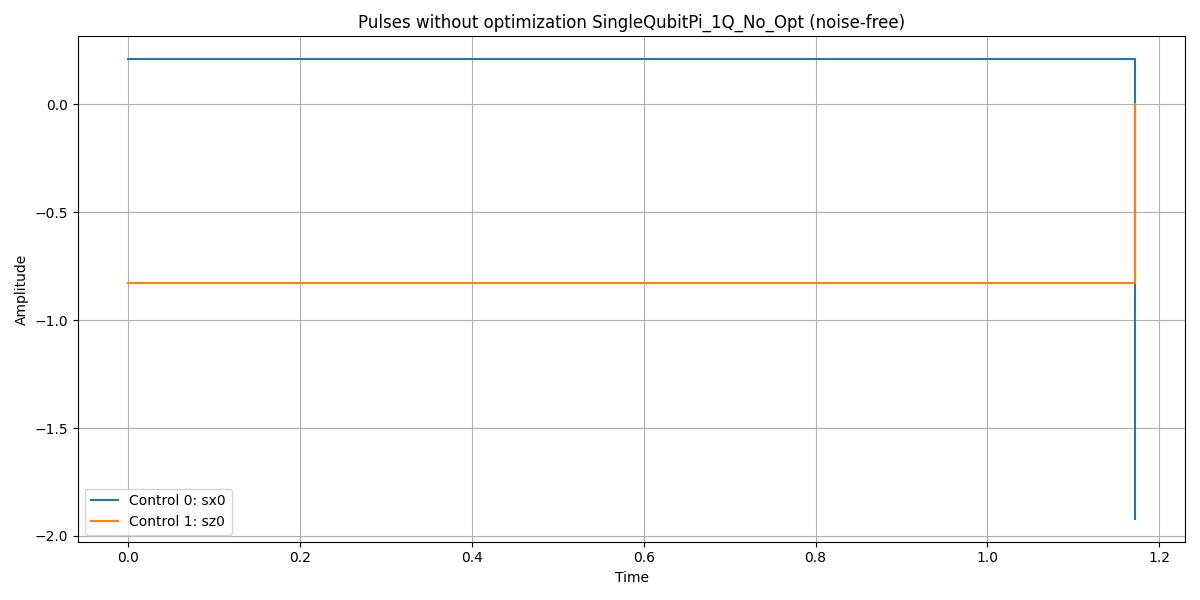 Pulses without optimization SingleQubitPi_1Q_No_Opt (noise-free)
Amplitude
0.0
−0.5
−1.0
−1.5
−2.0
Control 0: sx0
Control 1: sz0
0.0 0.2 0.4 0.6 0.8 1.0 1.2
Time